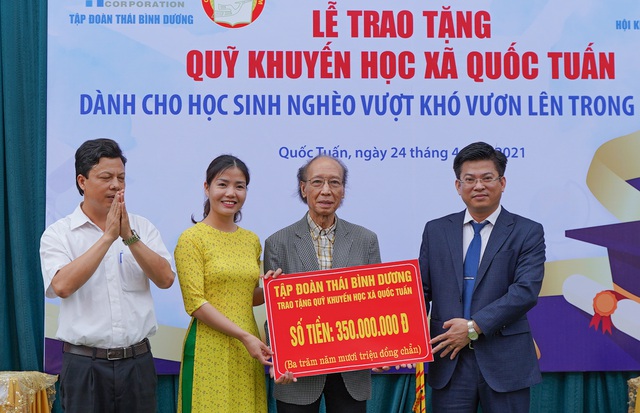 CORPORATION
TẬP ĐOÀN THÁI BÌNH DƯƠNG
HỘI K
LỄ TRAO TẶNG
QUỸ KHUYẾN HỌC XÃ QUỐC TUẤN
DÀNH CHO HỌC SINH NGHÈO VƯỢT KHÓ VƯƠN LÊN TRONG
Quốc Tuấn, ngày 24 tháng 4 2021
TẬP ĐOÀN THÁI BÌNH DƯƠNG
TRAO TẶNG QUỸ KHUYẾN HỌC XÃ QUỐC TUẤN
SỐ TIỀN: 350.000.000 Đ
(Ba trăm năm mươi triệu đồng chẵn)